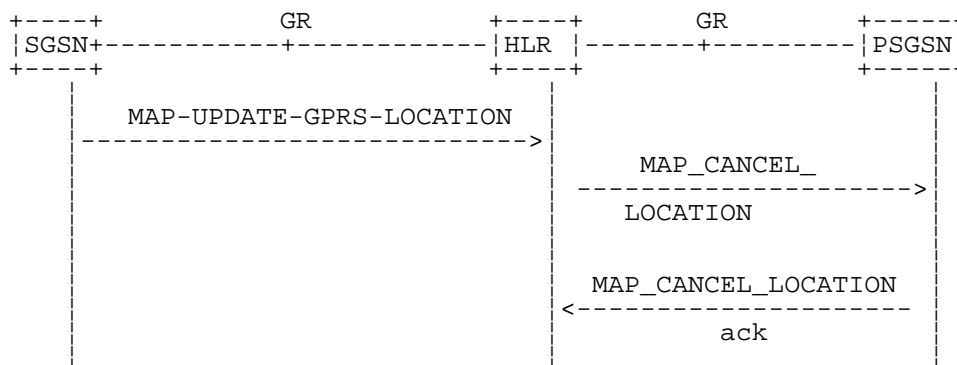 GR GR
SGSN HLR PSGSN
MAP-UPDATE-GPRS-LOCATION
MAP_CANCEL_
LOCATION
MAP_CANCEL_LOCATION
ack